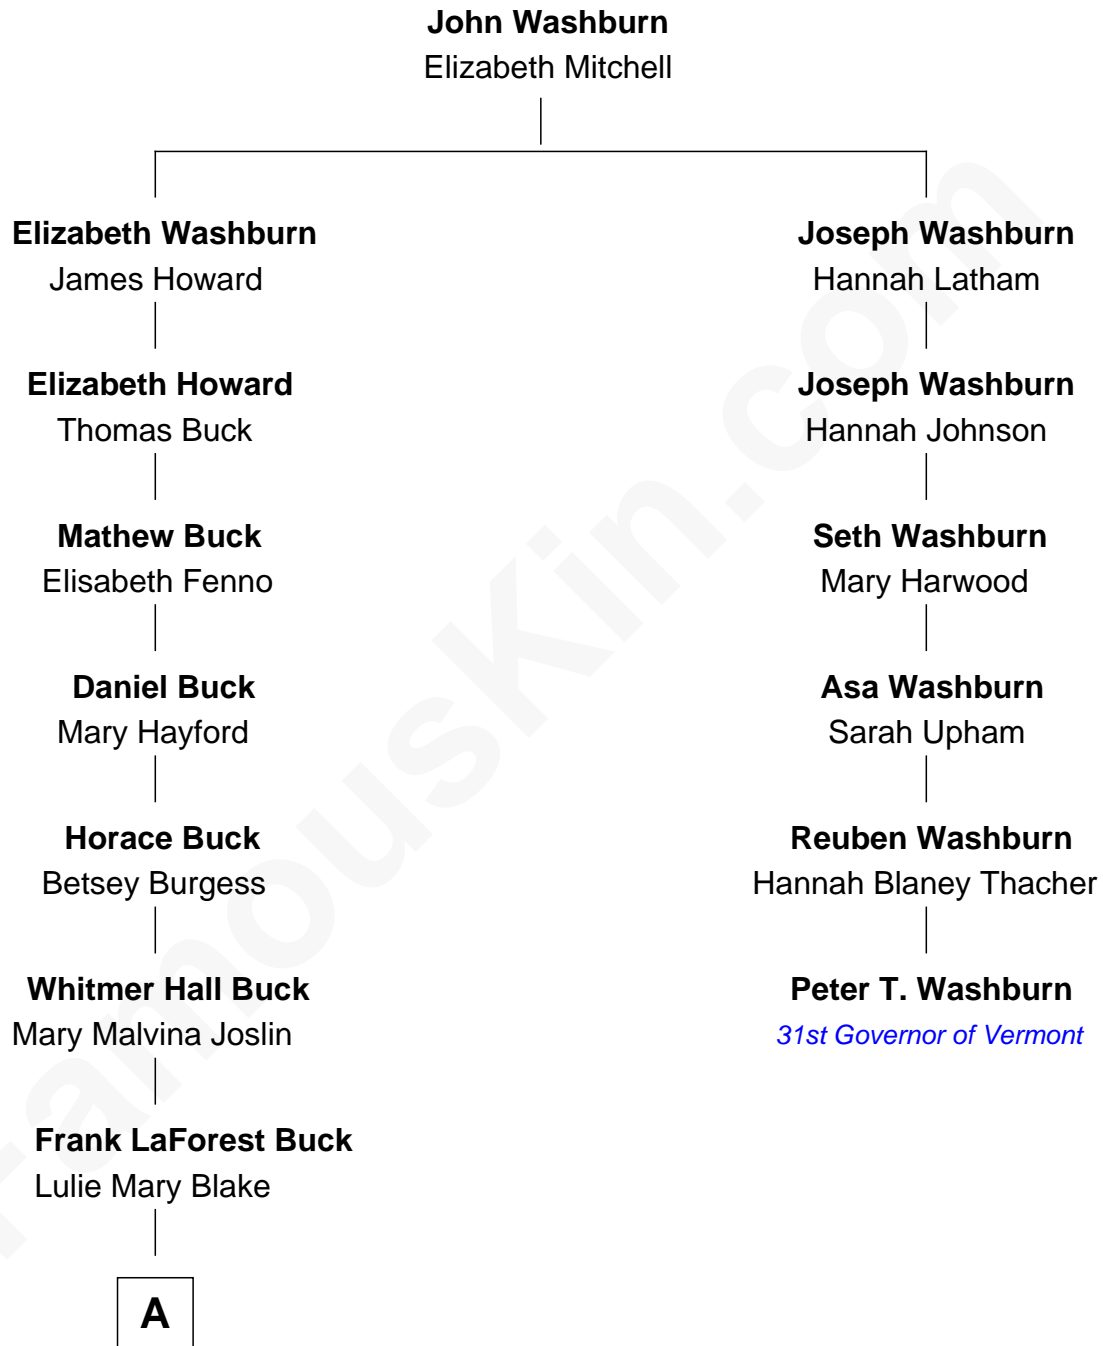 John Washburn
Elizabeth Mitchell
Elizabeth Washburn
James Howard
Joseph Washburn
Hannah Latham
Elizabeth Howard
Thomas Buck
Joseph Washburn
Hannah Johnson
Mathew Buck
Elisabeth Fenno
Seth Washburn
Mary Harwood
Daniel Buck
Mary Hayford
Asa Washburn
Sarah Upham
Horace Buck
Betsey Burgess
Reuben Washburn
Hannah Blaney Thacher
Whitmer Hall Buck
Mary Malvina Joslin
Peter T. Washburn
31st Governor of Vermont
Frank LaForest Buck
Lulie Mary Blake
A
FamousKin.com